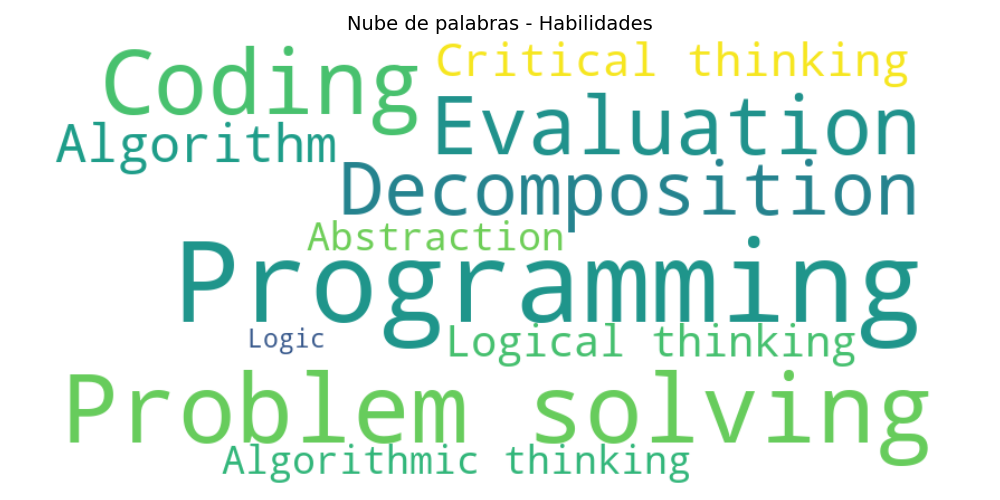 Nube de palabras - Habilidades
Coding
Critical thinking
Evaluation
Algorithm
Decomposition
Abstraction
Programming
Logic
Logical thinking
Problem solving
Algorithmic thinking